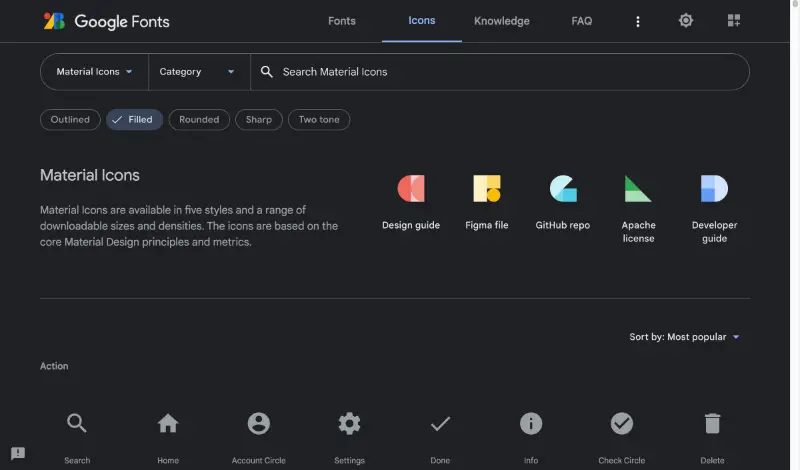 Google Fonts
Fonts
Icons
Knowledge
FAQ
Material Icons
Category
Search Material Icons
Outlined
Filled
Rounded
Sharp
Two tone
Material Icons
Material Icons are available in five styles and a range of
downloadable sizes and densities. The icons are based on the
core Material Design principles and metrics.
Design guide
Figma file
GitHub repo
Apache
license
Developer
guide
Sort by: Most popular
Action
Search
Home
Account Circle
Settings
Done
Info
Check Circle
Delete